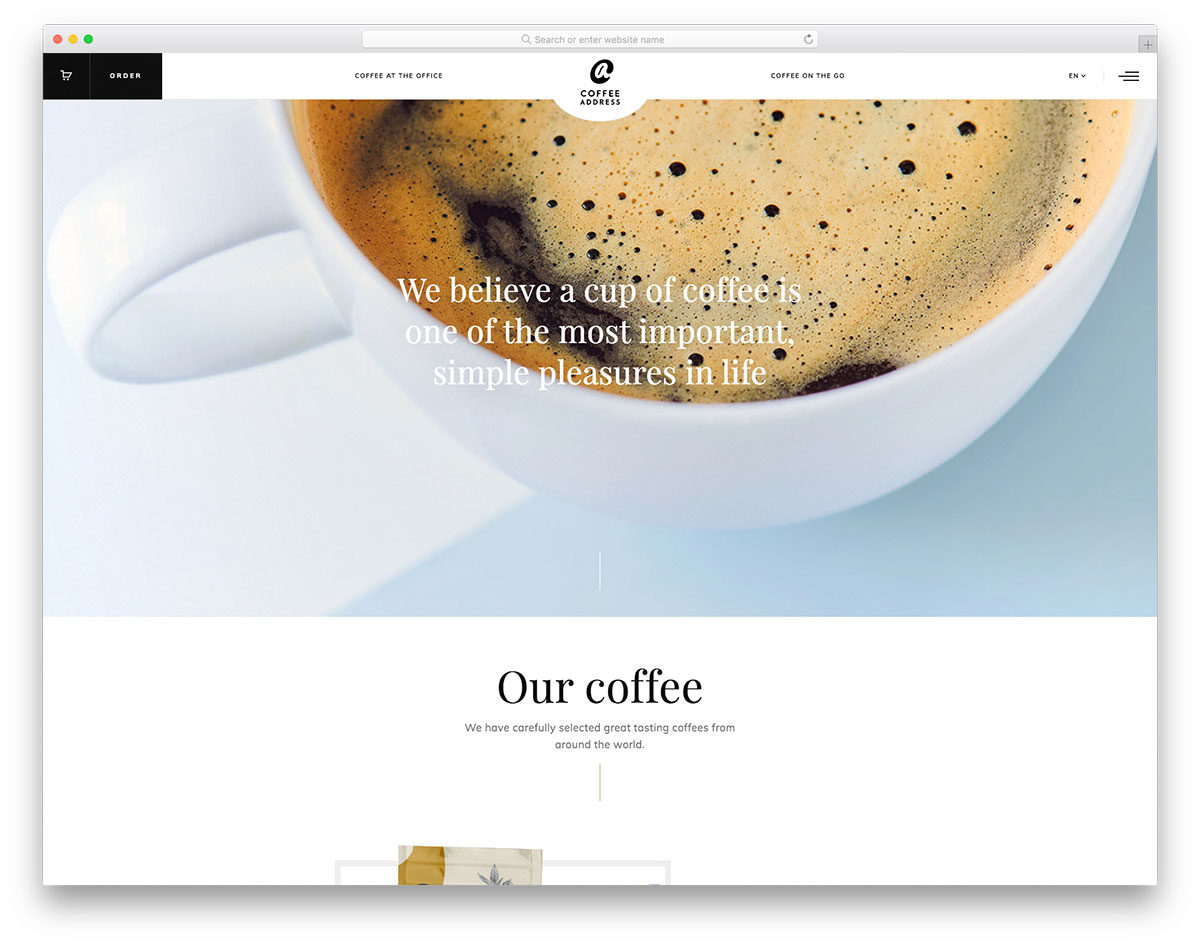 Search or enter website name
ORDER
COFFEE AT THE OFFICE
COFFEE
ADDRESS
COFFEE ON THE GO
EN
We believe a cup of coffee is
one of the most important,
simple pleasures in life
Our coffee
We have carefully selected great tasting coffees from
around the world.